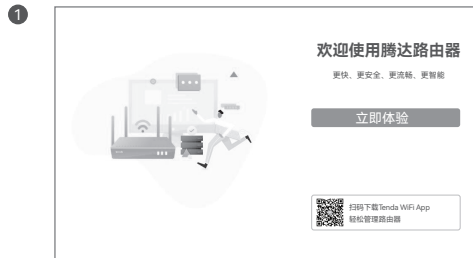 1
欢迎使用腾达路由器
更快、更安全、更流畅、更智能
立即体验
扫码下载Tenda WiFi App
轻松管理路由器